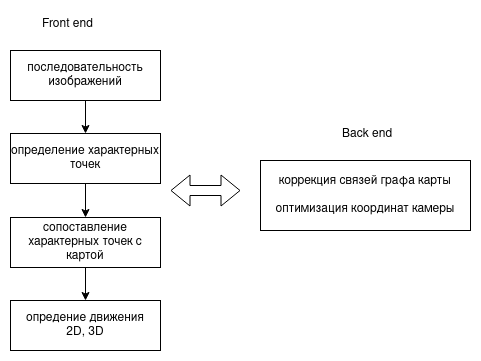 Front end
последовательность
изображений
определение характерных
точек
сопоставление
характерных точек с
картой
опредение движения
2D, 3D
Back end
коррекция связей графа карты
оптимизация координат камеры